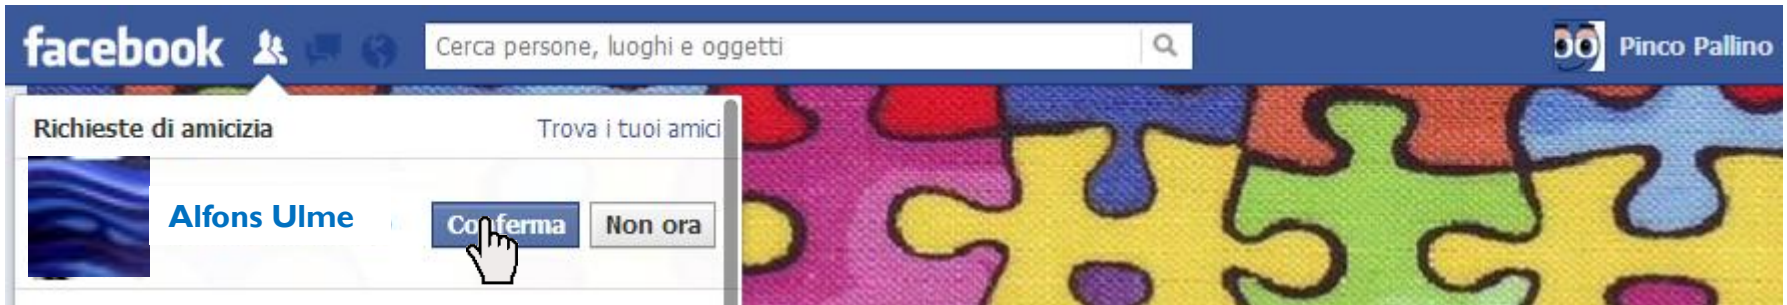 facebook
Cerca persone, luoghi e oggetti
Pinco Pallino
Richieste di amicizia
Trova i tuoi amici
Alfons Ulme
Conferma
Non ora